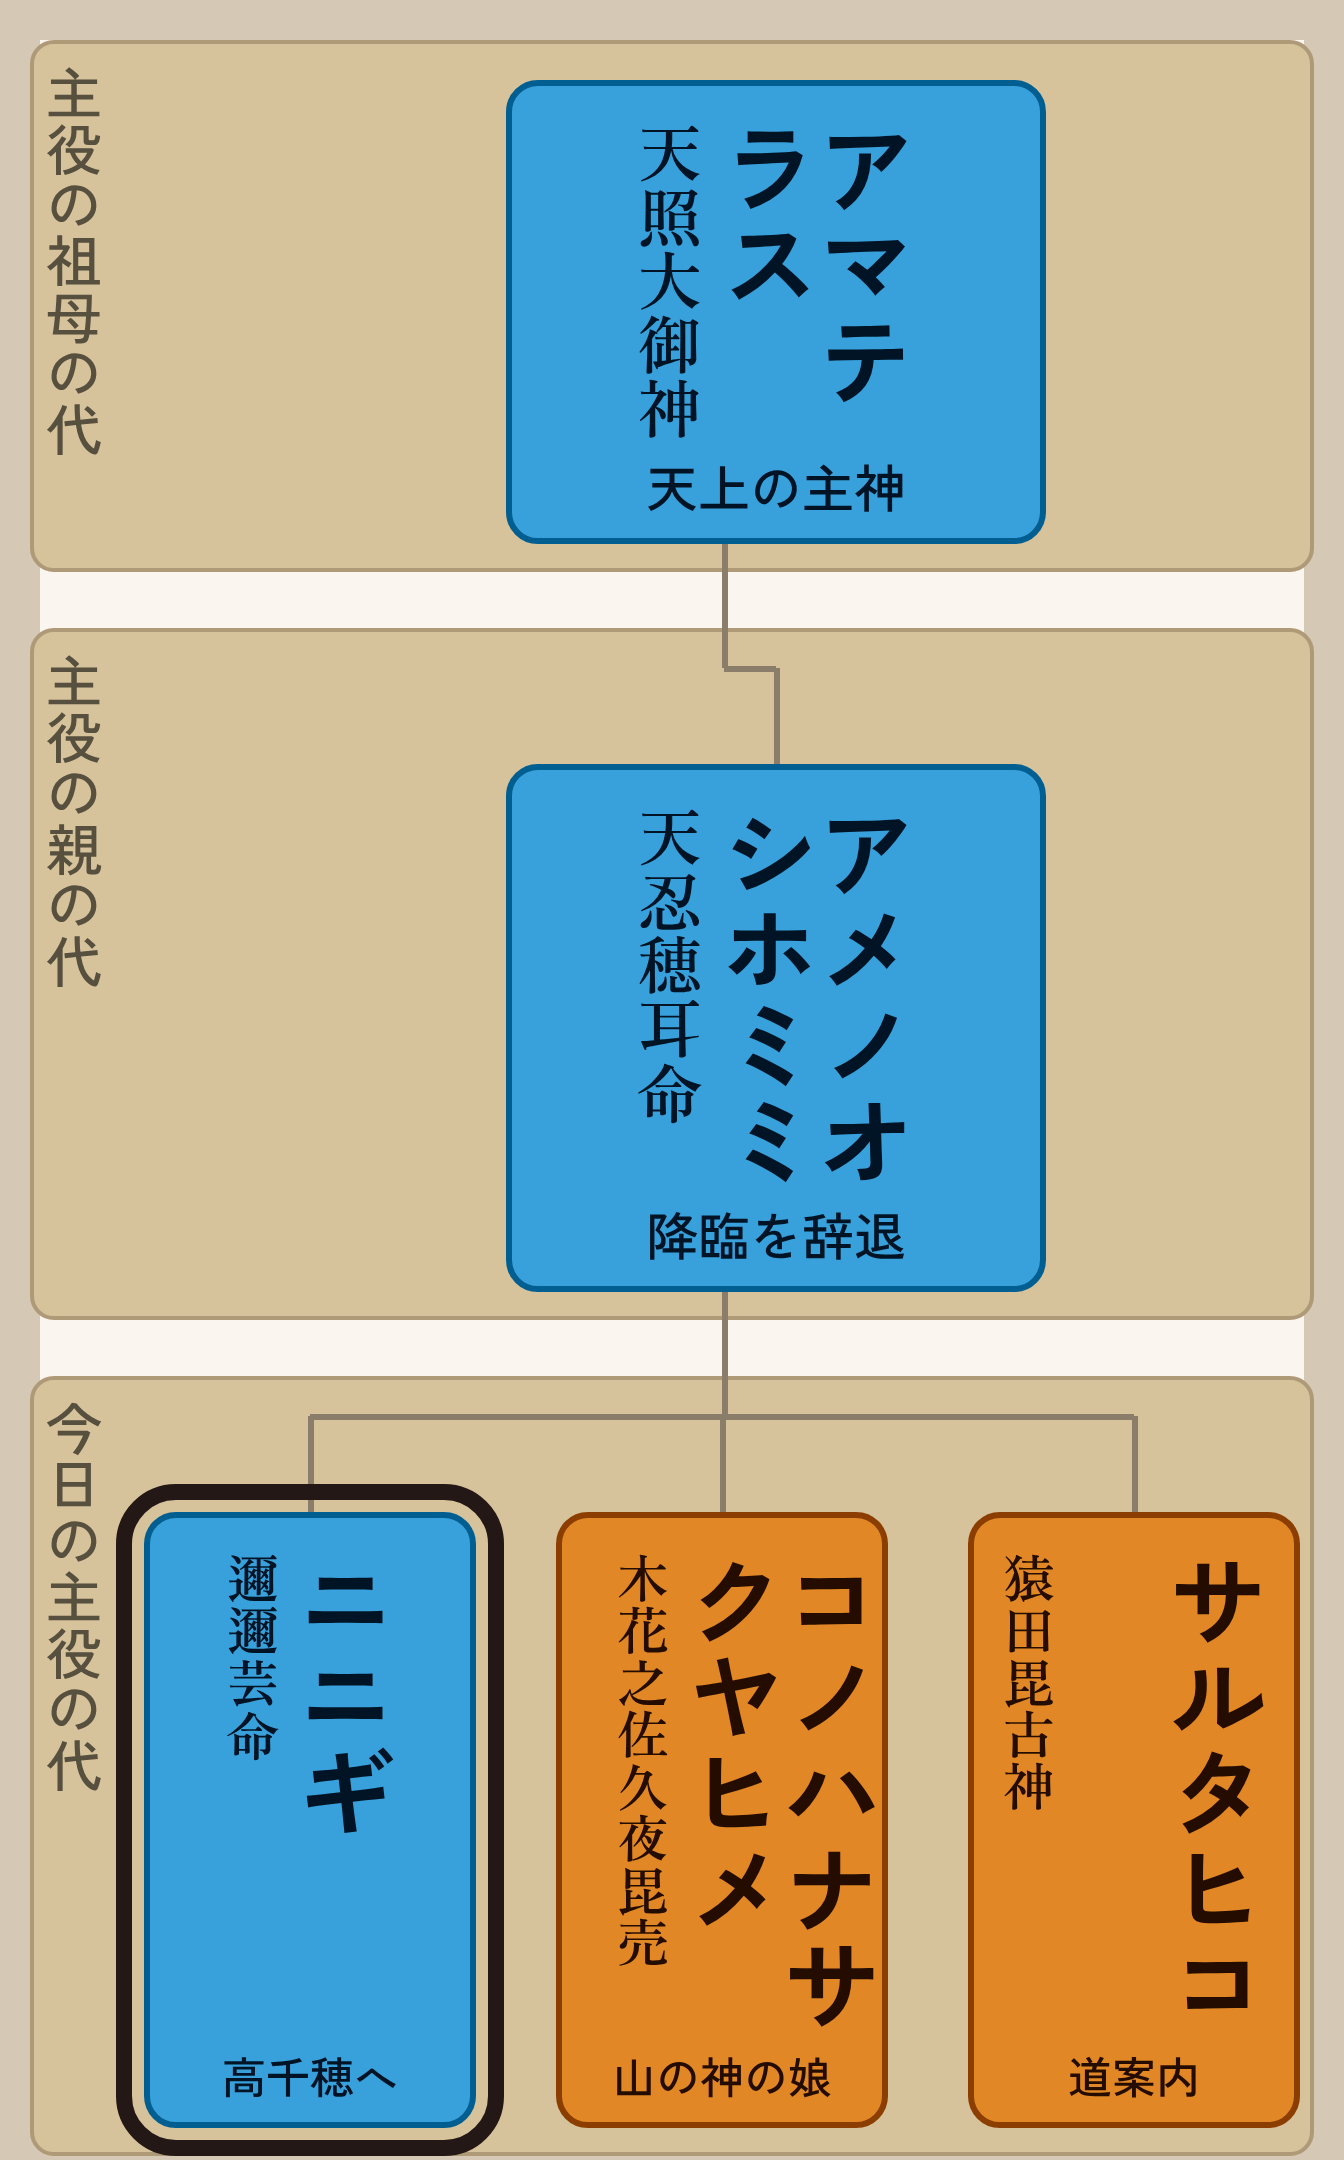 主役の祖母の代
アマテ
ラス
天照大御神
天上の主神
主役の親の代
アメノオ
シホミミ
天忍穂耳命
降臨を辞退
今日の主役の代
ニニギ
邇邇芸命
高千穂へ
コノハナサ
クヤヒメ
木花之佐久夜毘売
山の神の娘
サルタヒコ
猿田毘古神
道案内